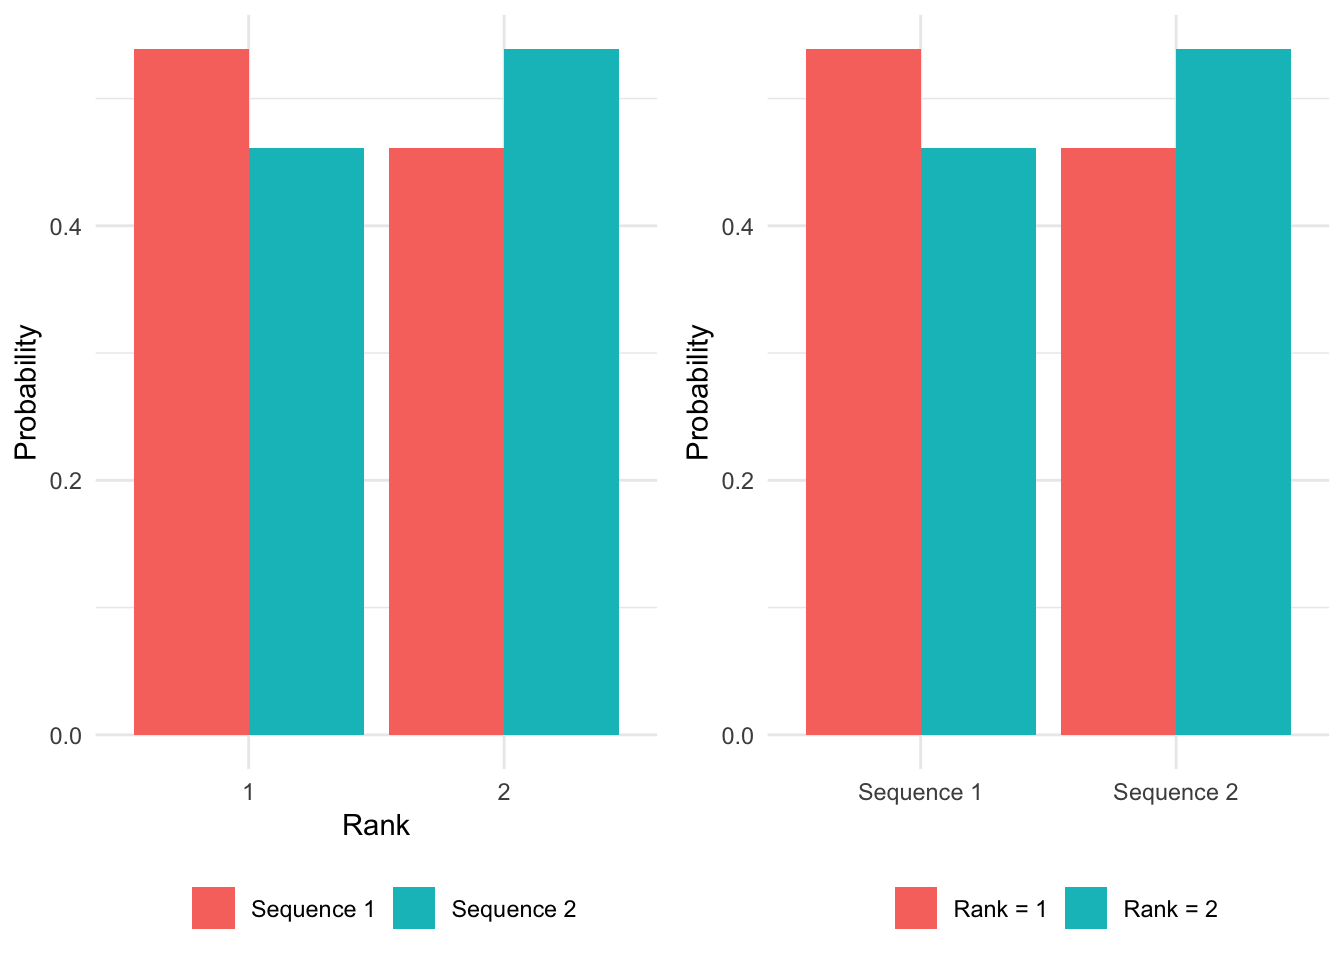 Probability
0.4
0.2
0.0
1 2
Rank
Sequence 1 Sequence 2
Probability
0.4
0.2
0.0
Sequence 1 Sequence 2
Rank = 1 Rank = 2